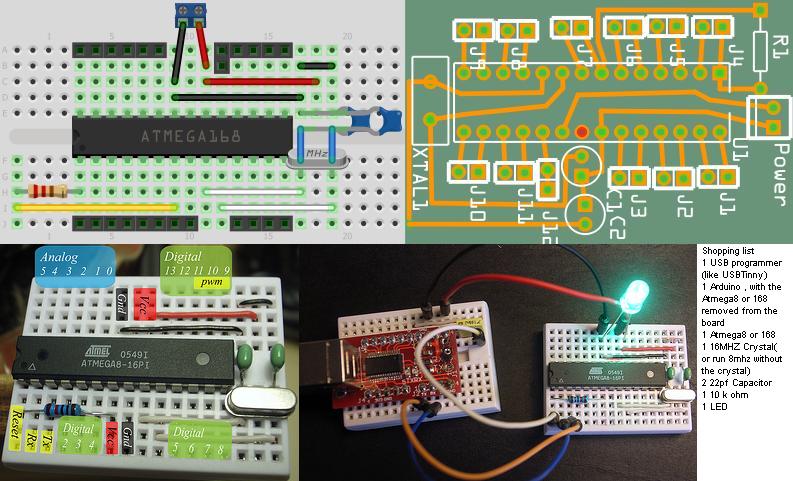 1 5 15 20
A
B
C
D
E
ATMEGA168
MHz
F
G
H
I
J
1 5 15 20
J9 J8 J7 J6 J5 J4
R1
XTAL1
U1
Power
J10 J11 J12 C1 C2 J3 J2 J1
Analog
5 4 3 2 1 0
Digital
13 12 11 10 9
pwm
Gnd
Vcc
ATMEL 0549I
ATMEGA8-16PI
Reset
Rx
Tx
Digital
2 3 4
Vcc
Gnd
Digital
5 6 7 8
ATMEL 0549I
ATMEGA8-16PI
Shopping list
1 USB programmer
(like USBTinny)
1 Arduino , with the
Atmega8 or 168
removed from the
board
1 Atmega8 or 168
1 16MHZ Crystal(
or run 8mhz without
the crystal)
2 22pf Capacitor
1 10 k ohm
1 LED